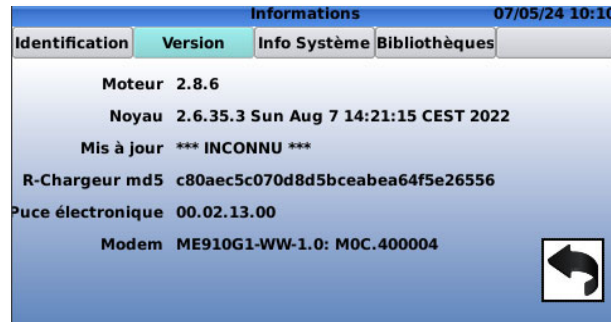 Informations 07/05/24 10:10
Identification Version Info Système Bibliothèques
Moteur 2.8.6
Noyau 2.6.35.3 Sun Aug 7 14:21:15 CEST 2022
Mis à jour *** INCONNU ***
R-Chargeur md5 c80aec5c070d8d5bceabea64f5e26556
Puce électronique 00.02.13.00
Modem ME910G1-WW-1.0: M0C.400004